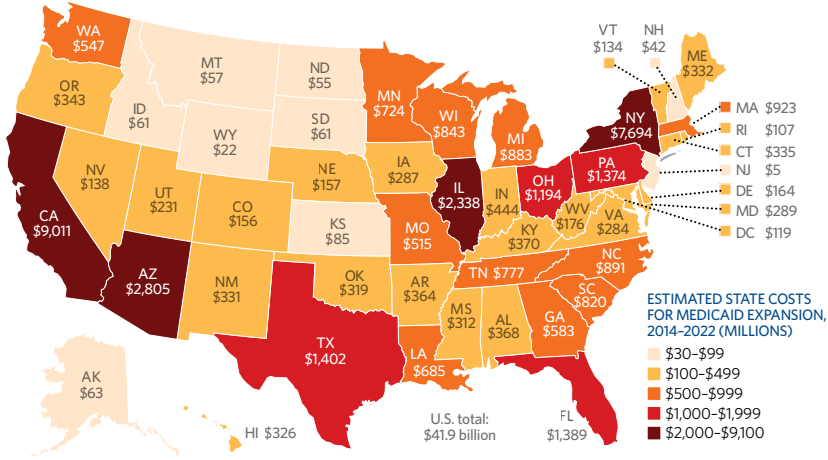 WA
$547
OR
$343
CA
$9,011
NV
$138
ID
$61
MT
$57
WY
$22
UT
$231
AZ
$2,805
CO
$156
NM
$331
ND
$55
SD
$61
NE
$157
KS
$85
OK
$319
TX
$1,402
MN
$724
IA
$287
MO
$515
AR
$364
LA
$685
WI
$843
IL
$2,338
MI
$883
IN
$444
OH
$1,194
KY
$370
TN $777
MS
$312
AL
$368
GA
$583
FL
$1,389
SC
$820
NC
$891
VA
$284
WV
$176
PA
$1,374
NY
$7,694
VT
$134
NH
$42
ME
$332
MA $923
RI $107
CT $335
NJ $5
DE $164
MD $289
DC $119
AK
$63
HI $326
U.S. total:
$41.9 billion
ESTIMATED STATE COSTS
FOR MEDICAID EXPANSION,
2014–2022 (MILLIONS)
$30–$99
$100–$499
$500–$999
$1,000–$1,999
$2,000–$9,100